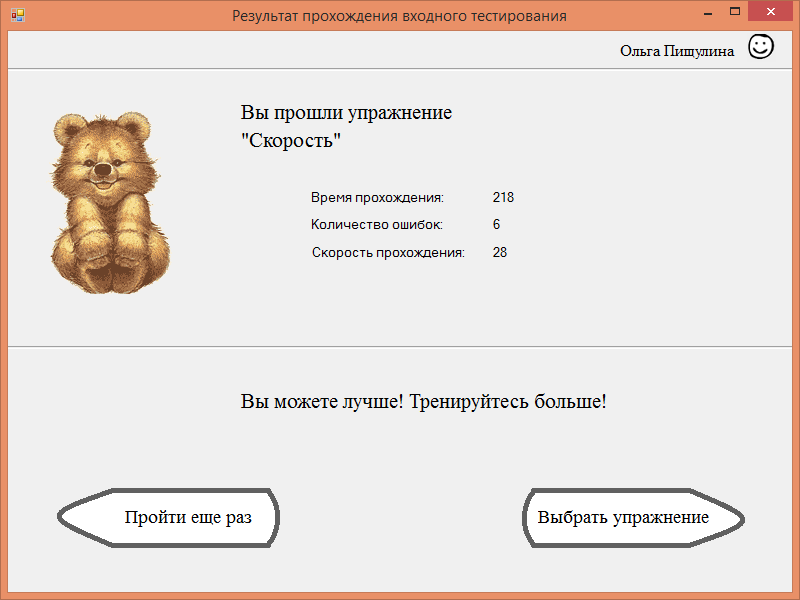 Результат прохождения входного тестирования
Ольга Пишулина
Вы прошли упражнение
"Скорость"
Время прохождения: 218
Количество ошибок: 6
Скорость прохождения: 28
Вы можете лучше! Тренируйтесь больше!
Пройти еще раз
Выбрать упражнение